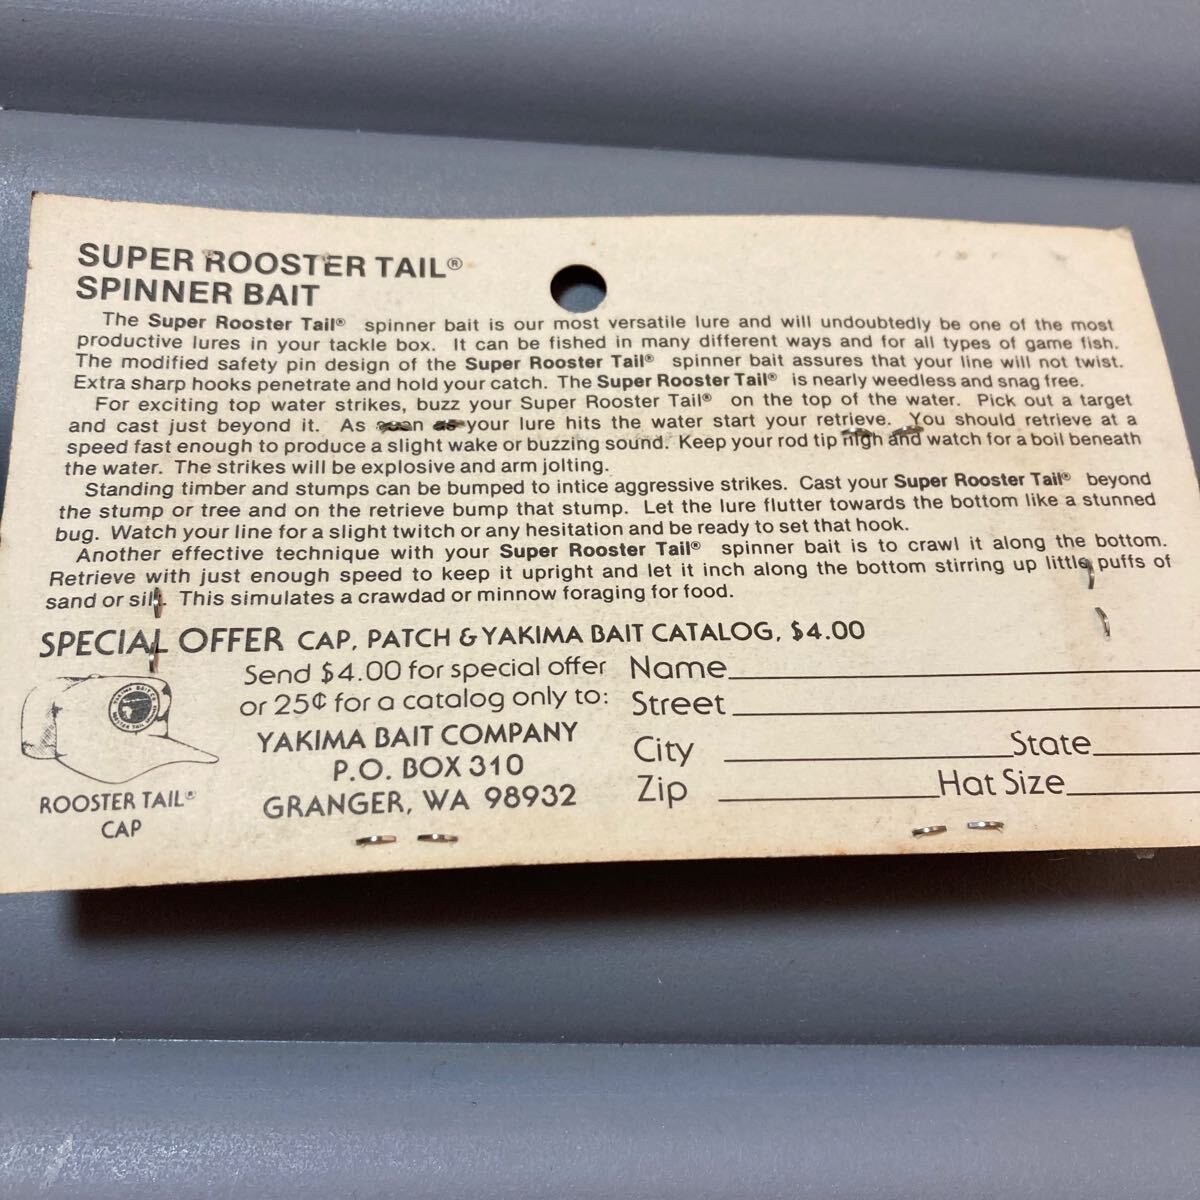 SUPER ROOSTER TAIL®
SPINNER BAIT
The Super Rooster Tail® spinner bait is our most versatile lure and will undoubtedly be one of the most
productive lures in your tackle box. It can be fished in many different ways and for all types of game fish.
The modified safety pin design of the Super Rooster Tail® spinner bait assures that your line will not twist.
Extra sharp hooks penetrate and hold your catch. The Super Rooster Tail® is nearly weedless and snag free.
For exciting top water strikes, buzz your Super Rooster Tail® on the top of the water. Pick out a target
and cast just beyond it. As soon as your lure hits the water start your retrieve. You should retrieve at a
speed fast enough to produce a slight wake or buzzing sound. Keep your rod tip high and watch for a boil beneath
the water. The strikes will be explosive and arm jolting.
Standing timber and stumps can be bumped to intice aggressive strikes. Cast your Super Rooster Tail® beyond
the stump or tree and on the retrieve bump that stump. Let the lure flutter towards the bottom like a stunned
bug. Watch your line for a slight twitch or any hesitation and be ready to set that hook.
Another effective technique with your Super Rooster Tail® spinner bait is to crawl it along the bottom.
Retrieve with just enough speed to keep it upright and let it inch along the bottom stirring up little puffs of
sand or silt. This simulates a crawdad or minnow foraging for food.
SPECIAL OFFER CAP, PATCH & YAKIMA BAIT CATALOG, $4.00
Send $4.00 for special offer
or 25¢ for a catalog only to:
YAKIMA BAIT COMPANY
P.O. BOX 310
GRANGER, WA 98932
Name
Street
City State
Zip Hat Size
YAKIMA BAIT CO.
ROOSTER TAIL
ROOSTER TAIL®
CAP